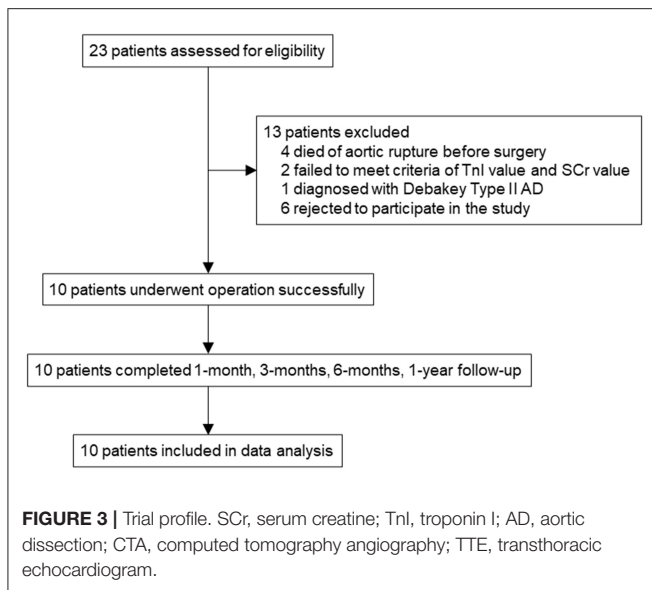 23 patients assessed for eligibility
13 patients excluded
4 died of aortic rupture before surgery
2 failed to meet criteria of TnI value and SCr value
1 diagnosed with Debakey Type II AD
6 rejected to participate in the study
10 patients underwent operation successfully
10 patients completed 1-month, 3-months, 6-months, 1-year follow-up
10 patients included in data analysis
FIGURE 3 | Trial profile. SCr, serum creatine; TnI, troponin I; AD, aortic
dissection; CTA, computed tomography angiography; TTE, transthoracic
echocardiogram.